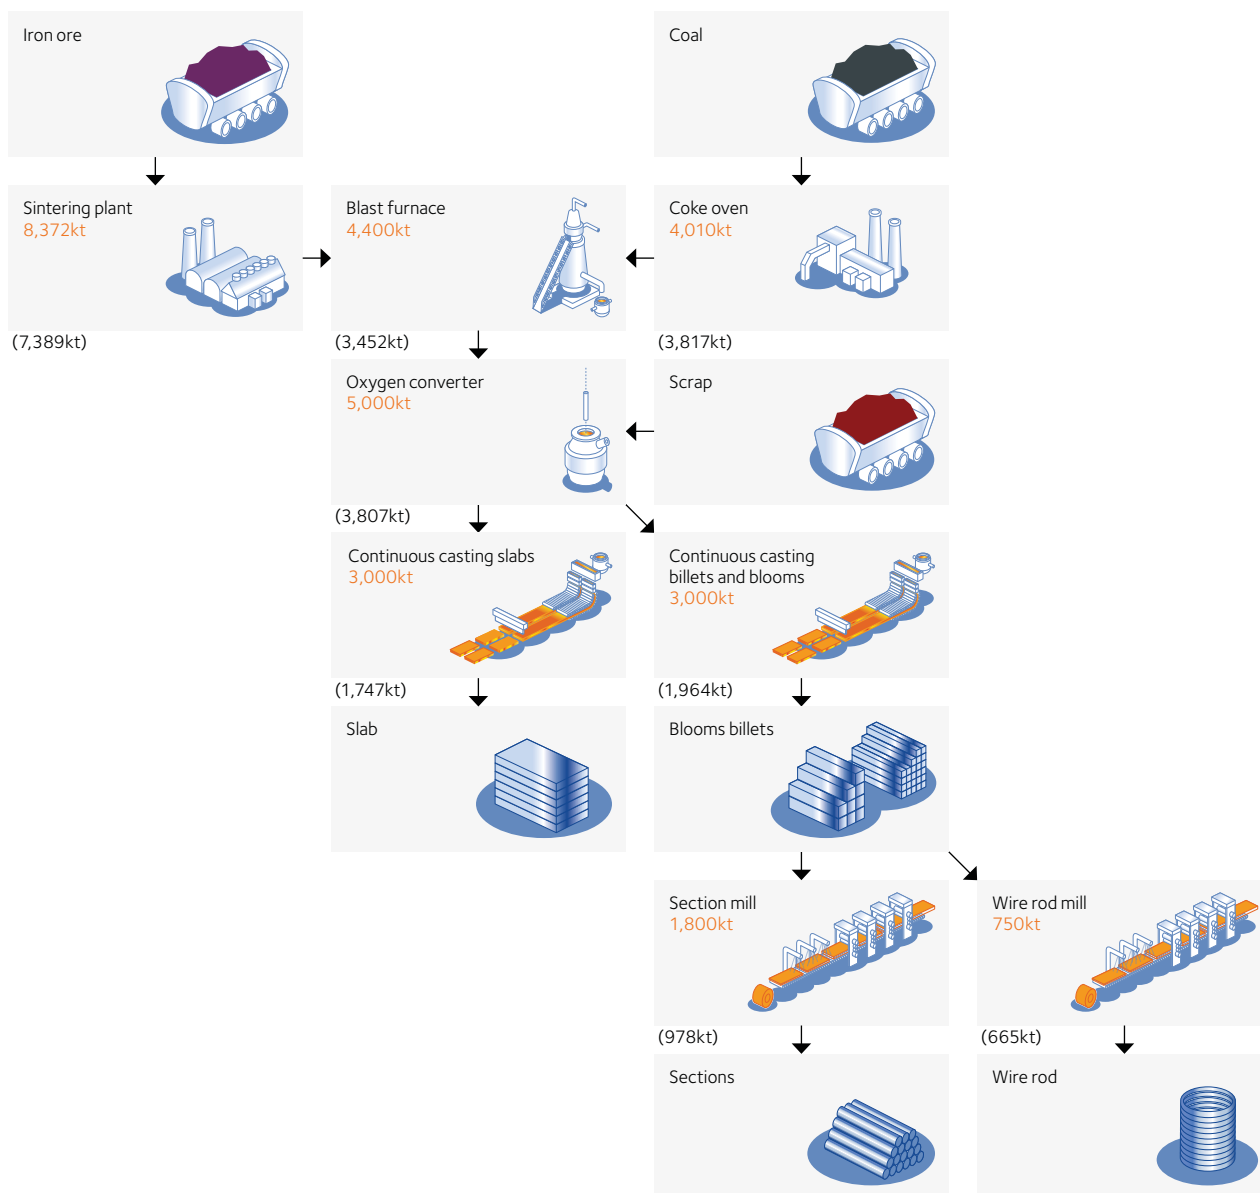 Iron ore
Coal
Sintering plant
8,372kt
Blast furnace
4,400kt
Coke oven
4,010kt
(7,389kt)
(3,452kt)
(3,817kt)
Oxygen converter
5,000kt
Scrap
(3,807kt)
Continuous casting slabs
3,000kt
Continuous casting
billets and blooms
3,000kt
(1,747kt)
(1,964kt)
Slab
Blooms billets
Section mill
1,800kt
Wire rod mill
750kt
(978kt)
(665kt)
Sections
Wire rod